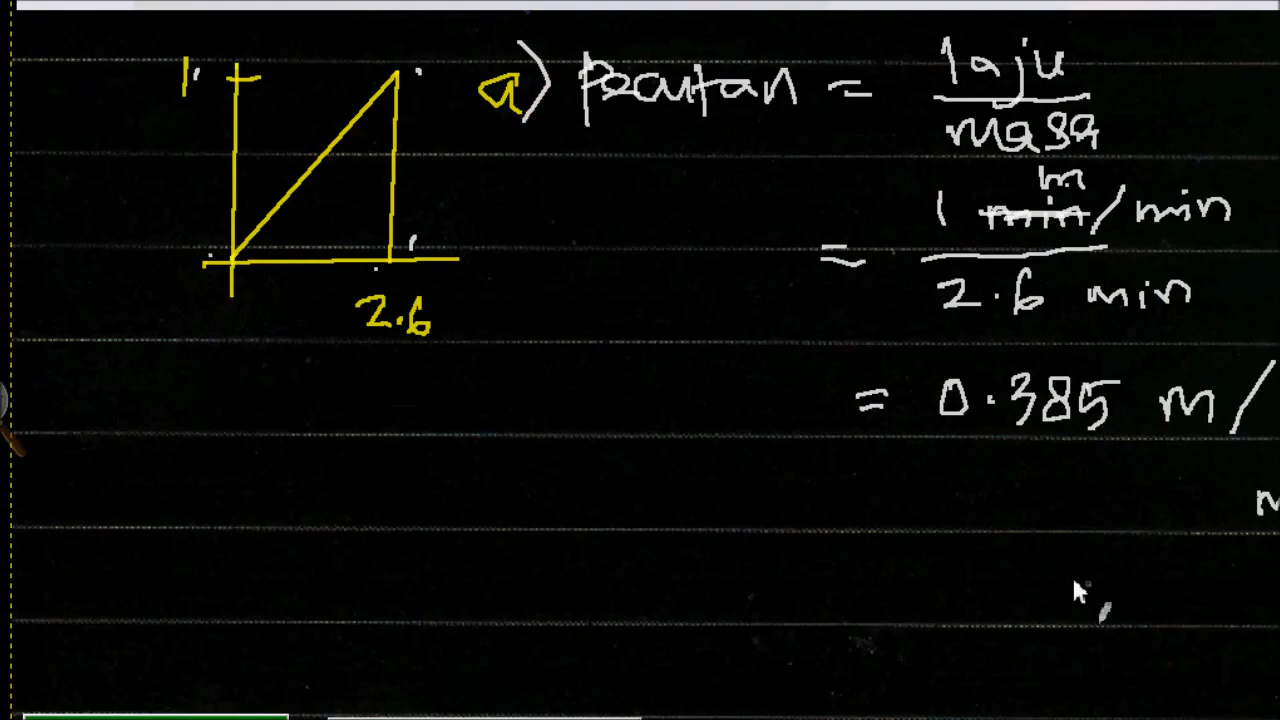 1
2.6
a) Pecutan = laju / masa
= 1 m/min / 2.6 min
= 0.385 m/